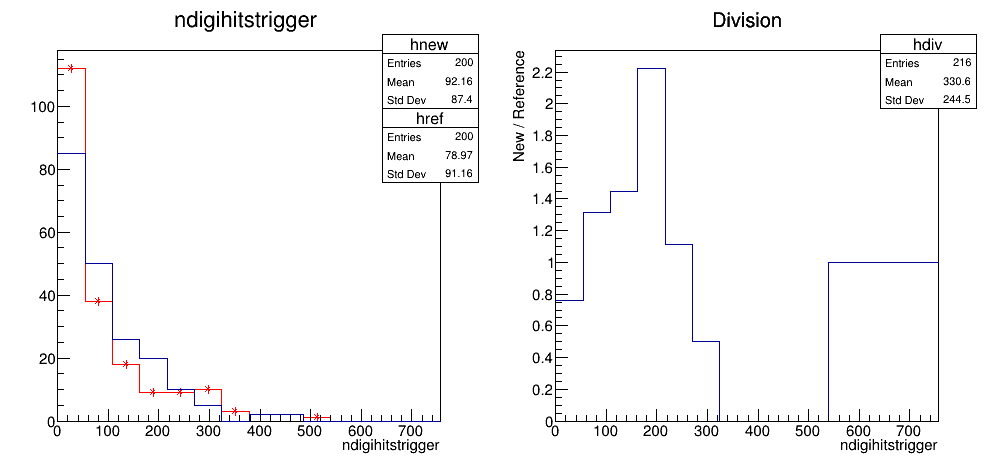 ndigihitstrigger
hnew
Entries 200
Mean 92.16
Std Dev 87.4
href
Entries 200
Mean 78.97
Std Dev 91.16
100
80
60
40
20
0
0 100 200 300 400 500 600 700
ndigihitstrigger
Division
hdiv
Entries 216
Mean 330.6
Std Dev 244.5
New / Reference
2.2
2
1.8
1.6
1.4
1.2
1
0.8
0.6
0.4
0.2
0
0 100 200 300 400 500 600 700
ndigihitstrigger